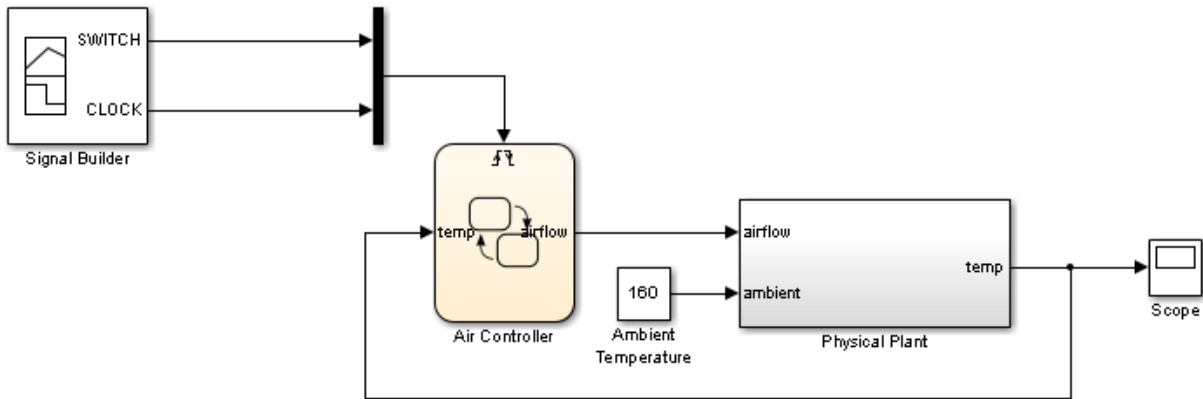 SWITCH
CLOCK
Signal Builder
temp
airflow
Air Controller
160
Ambient
Temperature
airflow
ambient
temp
Physical Plant
Scope